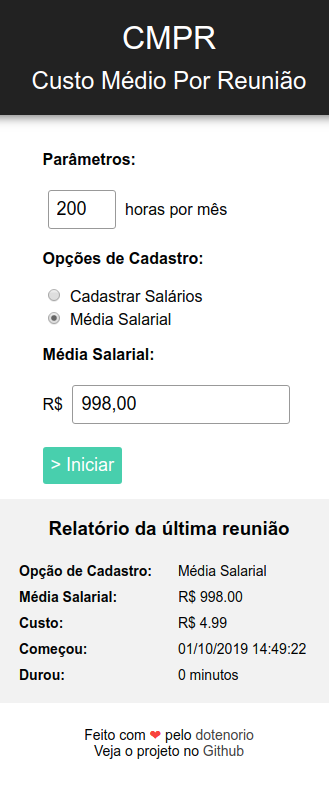 CMPR
Custo Médio Por Reunião
Parâmetros:
200 horas por mês
Opções de Cadastro:
Cadastrar Salários
Média Salarial
Média Salarial:
R$ 998,00
> Iniciar
Relatório da última reunião
Opção de Cadastro: Média Salarial
Média Salarial: R$ 998.00
Custo: R$ 4.99
Começou: 01/10/2019 14:49:22
Durou: 0 minutos
Feito com ❤ pelo dotenorio
Veja o projeto no Github